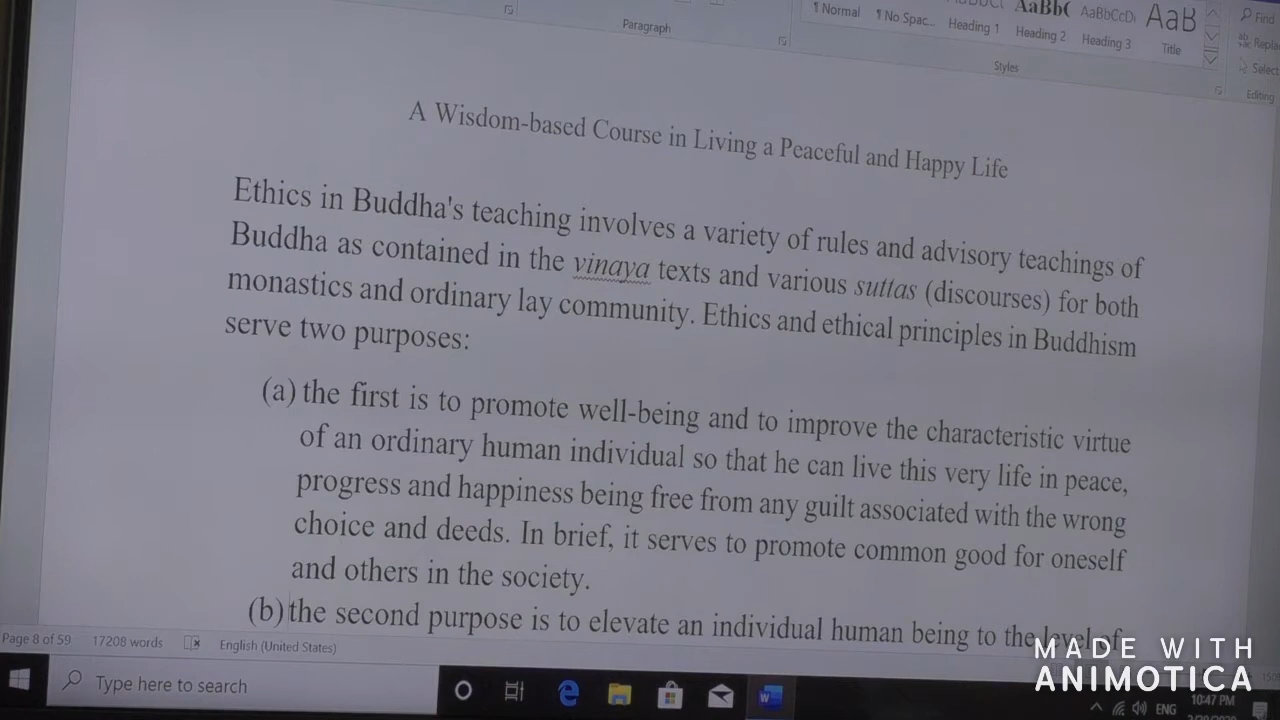 Paragraph
¶ Normal
¶ No Spac...
Heading 1
Heading 2
Heading 3
Title
Styles
Find
Editing
A Wisdom-based Course in Living a Peaceful and Happy Life
Ethics in Buddha's teaching involves a variety of rules and advisory teachings of
Buddha as contained in the vinaya texts and various suttas (discourses) for both
monastics and ordinary lay community. Ethics and ethical principles in Buddhism
serve two purposes:
(a) the first is to promote well-being and to improve the characteristic virtue
of an ordinary human individual so that he can live this very life in peace,
progress and happiness being free from any guilt associated with the wrong
choice and deeds. In brief, it serves to promote common good for oneself
and others in the society.
(b) the second purpose is to elevate an individual human being to the level of
Page 8 of 59 17208 words English (United States)
MADE WITH
ANIMOTICA
Type here to search
ENG
10:47 PM